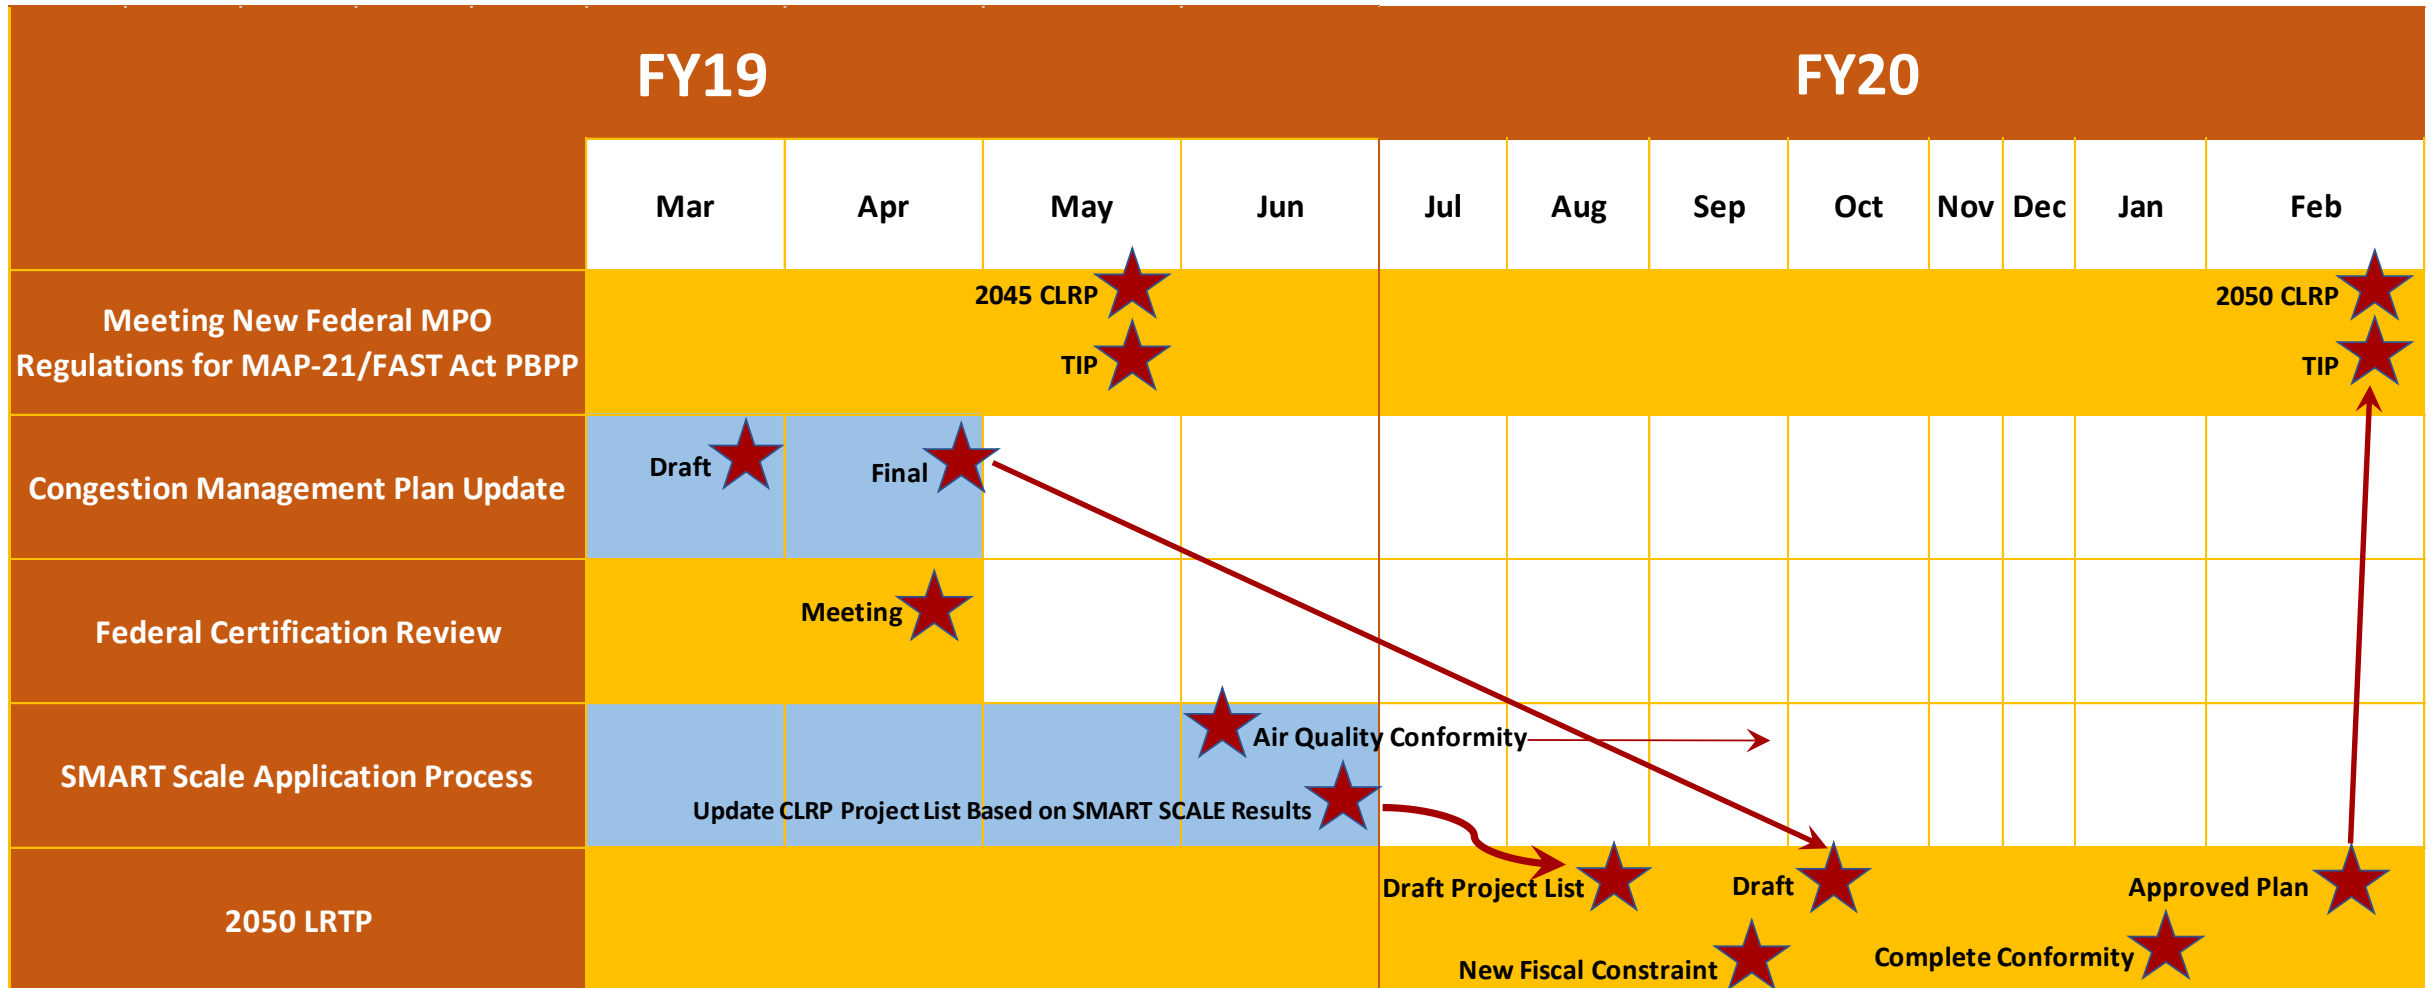 FY19
FY20
Mar
Apr
May
Jun
Jul
Aug
Sep
Oct
Nov
Dec
Jan
Feb
Meeting New Federal MPO
Regulations for MAP-21/FAST Act PBPP
2045 CLRP
TIP
2050 CLRP
TIP
Congestion Management Plan Update
Draft
Final
Federal Certification Review
Meeting
SMART Scale Application Process
Air Quality Conformity
Update CLRP Project List Based on SMART SCALE Results
2050 LRTP
Draft Project List
Draft
Approved Plan
New Fiscal Constraint
Complete Conformity